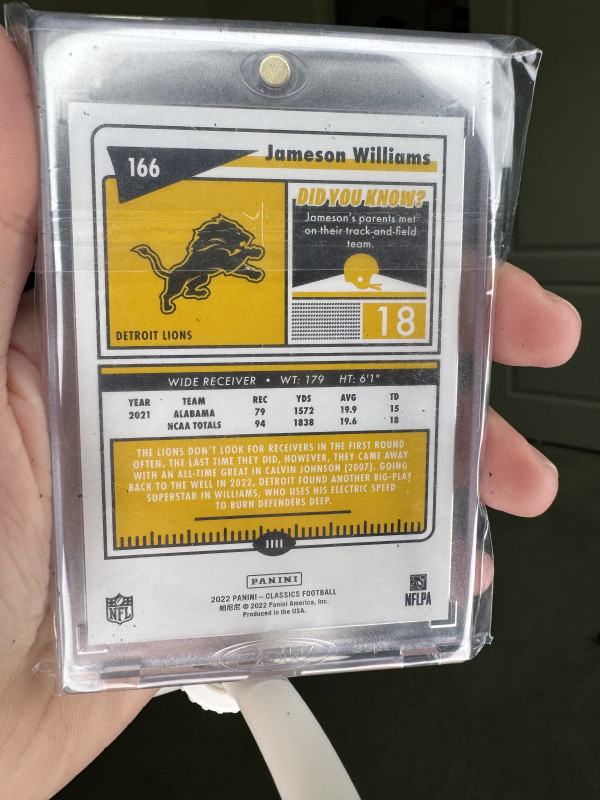 166
Jameson Williams
DID YOU KNOW?
Jameson's parents met
on their track-and-field
team.
18
DETROIT LIONS
WIDE RECEIVER • WT: 179 HT: 6'1"
YEAR TEAM REC YDS AVG TD
2021 ALABAMA 79 1572 19.9 15
NCAA TOTALS 94 1838 19.6 18
THE LIONS DON'T LOOK FOR RECEIVERS IN THE FIRST ROUND
OFTEN. THE LAST TIME THEY DID, HOWEVER, THEY CAME AWAY
WITH AN ALL-TIME GREAT IN CALVIN JOHNSON (2007). GOING
BACK TO THE WELL IN 2022, DETROIT FOUND ANOTHER BIG-PLAY
SUPERSTAR IN WILLIAMS, WHO USES HIS ELECTRIC SPEED
TO BURN DEFENDERS DEEP.
PANINI
2022 PANINI – CLASSICS FOOTBALL
帕尼尼 © 2022 Panini America, Inc.
Produced in the USA.
NFL
NFLPA